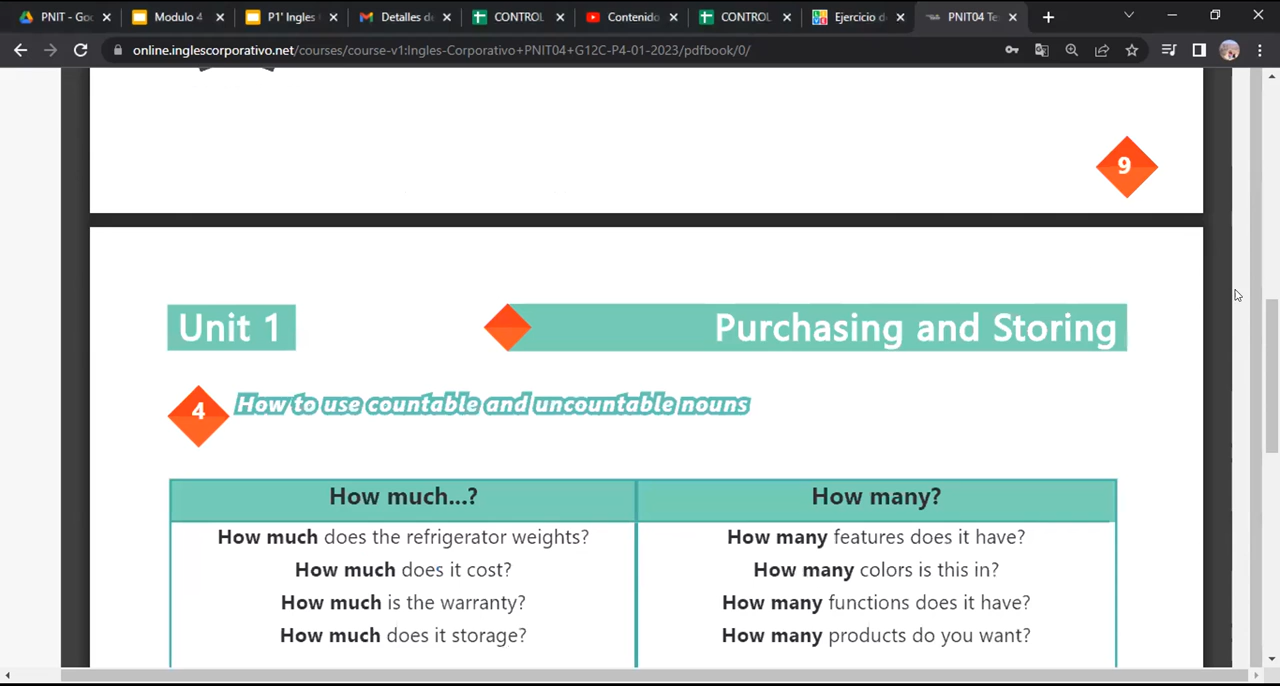 PNIT - Goo
Modulo 4
P1' Ingles
Detalles de
CONTROL
Contenido
CONTROL
Ejercicio d
PNIT04 Te
online.inglescorporativo.net/courses/course-v1:Ingles-Corporativo+PNIT04+G12C-P4-01-2023/pdfbook/0/
9
Unit 1
Purchasing and Storing
4
How to use countable and uncountable nouns
How much...?
How many?
How much does the refrigerator weights?
How many features does it have?
How much does it cost?
How many colors is this in?
How much is the warranty?
How many functions does it have?
How much does it storage?
How many products do you want?